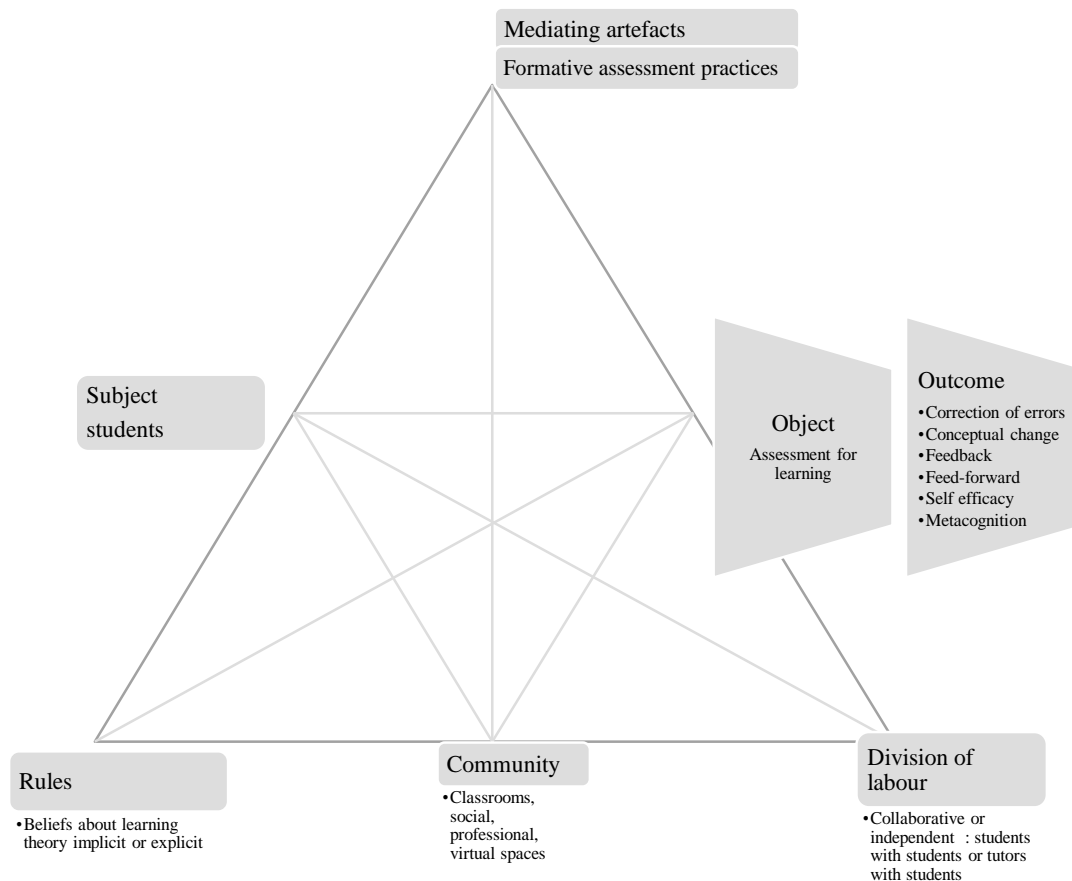 Mediating artefacts
Formative assessment practices
Subject
students
Object
Assessment for
learning
Outcome
•Correction of errors
•Conceptual change
•Feedback
•Feed-forward
•Self efficacy
•Metacognition
Rules
•Beliefs about learning
theory implicit or explicit
Community
•Classrooms,
social,
professional,
virtual spaces
Division of
labour
•Collaborative or
independent : students
with students or tutors
with students